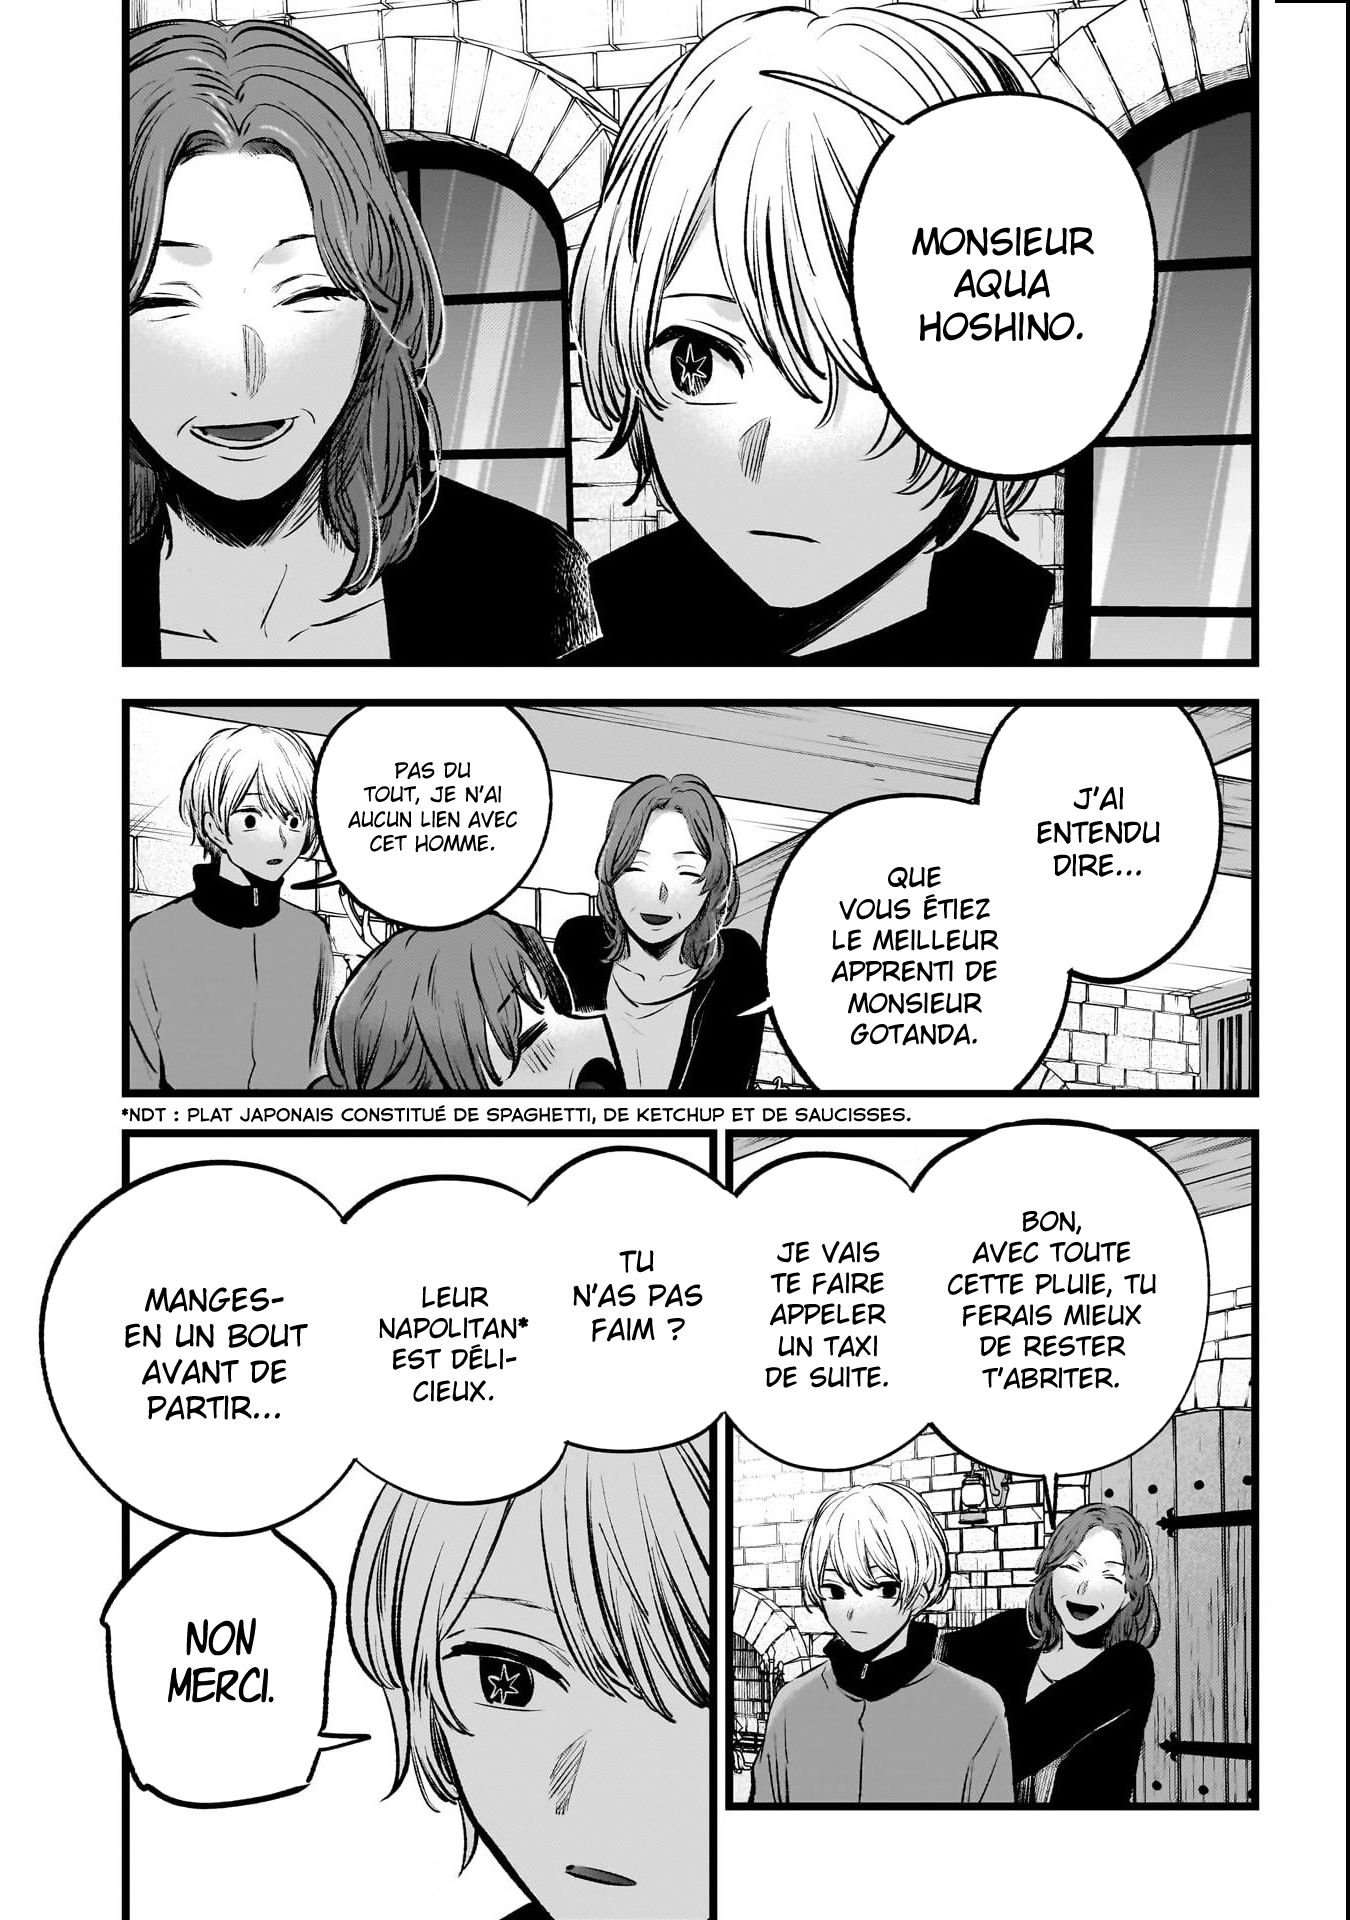 MONSIEUR
AQUA
HOSHINO.
J'AI
ENTENDU
DIRE...
QUE
VOUS ÉTIEZ
LE MEILLEUR
APPRENTI DE
MONSIEUR
GOTANDA.
PAS DU
TOUT, JE N'AI
AUCUN LIEN AVEC
CET HOMME.
*NDT : PLAT JAPONAIS CONSTITUÉ DE SPAGHETTI, DE KETCHUP ET DE SAUCISSES.
BON,
AVEC TOUTE
CETTE PLUIE, TU
FERAIS MIEUX
DE RESTER
T'ABRITER.
JE VAIS
TE FAIRE
APPELER
UN TAXI
DE SUITE.
TU
N'AS PAS
FAIM ?
LEUR
NAPOLITAN*
EST DÉLI-
CIEUX.
MANGES-
EN UN BOUT
AVANT DE
PARTIR...
NON
MERCI.